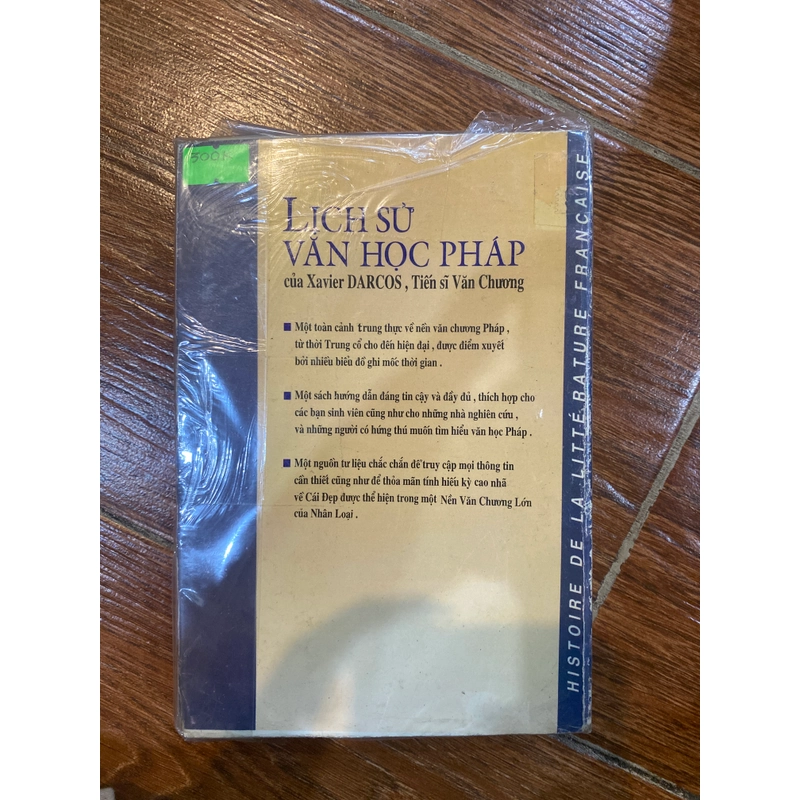 LỊCH SỬ
VĂN HỌC PHÁP
của Xavier DARCOS, Tiến sĩ Văn Chương
Một toàn cảnh trung thực về nền văn chương Pháp,
từ thời Trung cổ cho đến hiện đại, được điểm xuyết
bởi nhiều biểu đồ ghi mốc thời gian.
Một sách hướng dẫn đáng tin cậy và đầy đủ, thích hợp cho
các bạn sinh viên cũng như cho những nhà nghiên cứu,
và những người có hứng thú muốn tìm hiểu văn học Pháp.
Một nguồn tư liệu chắc chắn để truy cập mọi thông tin
cần thiết cũng như để thỏa mãn tính hiếu kỳ cao nhã
về Cái Đẹp được thể hiện trong một Nền Văn Chương Lớn
của Nhân Loại.
HISTOIRE DE LA LITTÉRATURE FRANCAISE